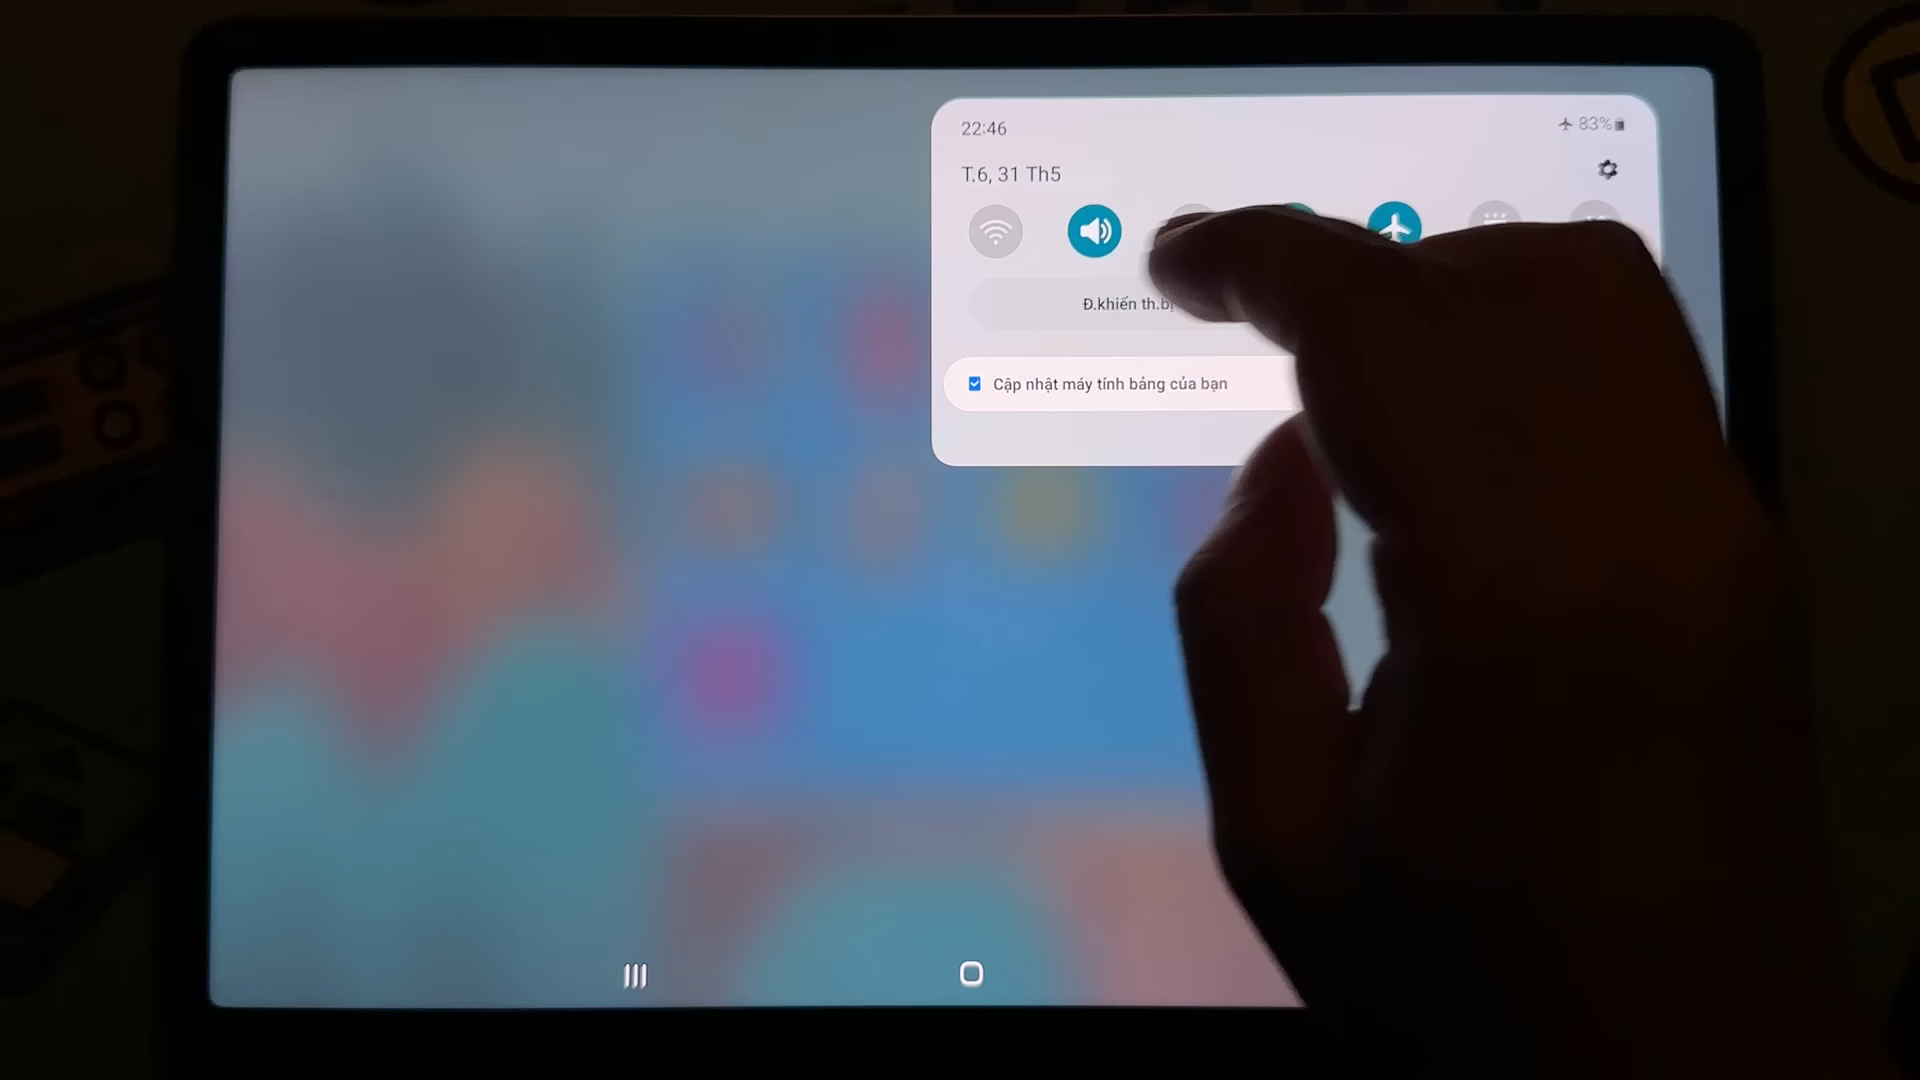 22:46
83%
T.6, 31 Th5
Đ.khiển th.bị
Cập nhật máy tính bảng của bạn